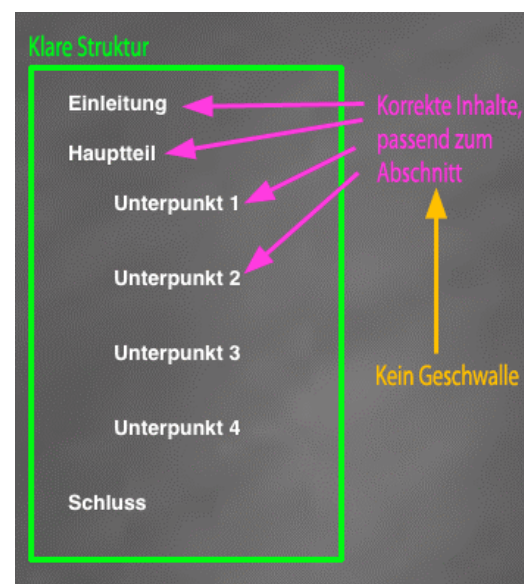 Klare Struktur
Einleitung
Hauptteil
Unterpunkt 1
Unterpunkt 2
Unterpunkt 3
Unterpunkt 4
Schluss
Korrekte Inhalte,
passend zum
Abschnitt
Kein Geschwalle